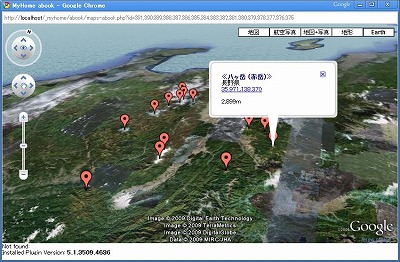 MyHome abook - Google Chrome
http://localhost/_myhome/abook/maps-abook.php?id=391,390,389,388,387,386,385,384,383,382,381,380,379,378,377,376,375
地図 航空写真 地図+写真 地形 Earth
≪八ヶ岳 (赤岳)≫
長野県
35.971,138.370
2,899m
Image © 2009 Digital Earth Technology
Image © 2009 TerraMetrics
Image © 2009 DigitalGlobe
Data © 2009 MIRC/JHA
©2009 Google
Not found
Installed Plugin Version: 5.1.3509.4636